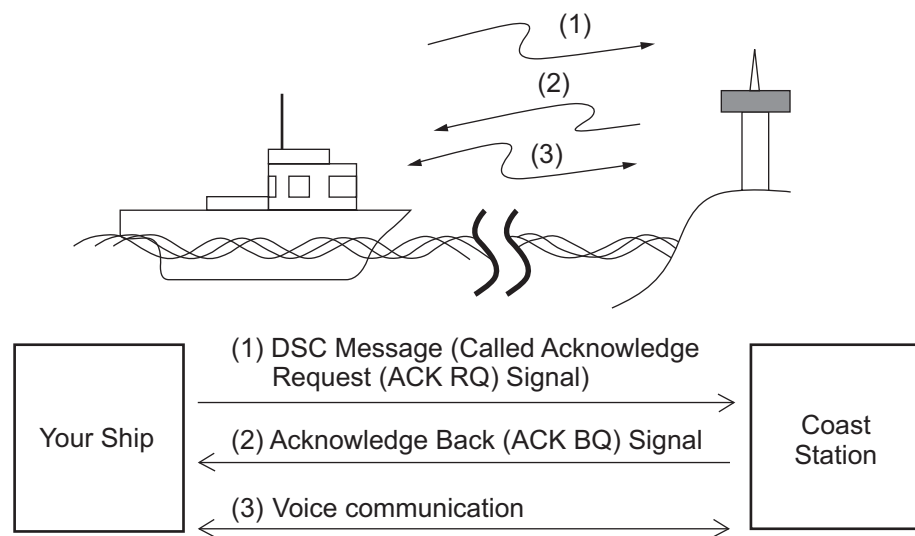 (1)
(2)
(3)
(1) DSC Message (Called Acknowledge
Request (ACK RQ) Signal)
Your Ship
(2) Acknowledge Back (ACK BQ) Signal
Coast
Station
(3) Voice communication